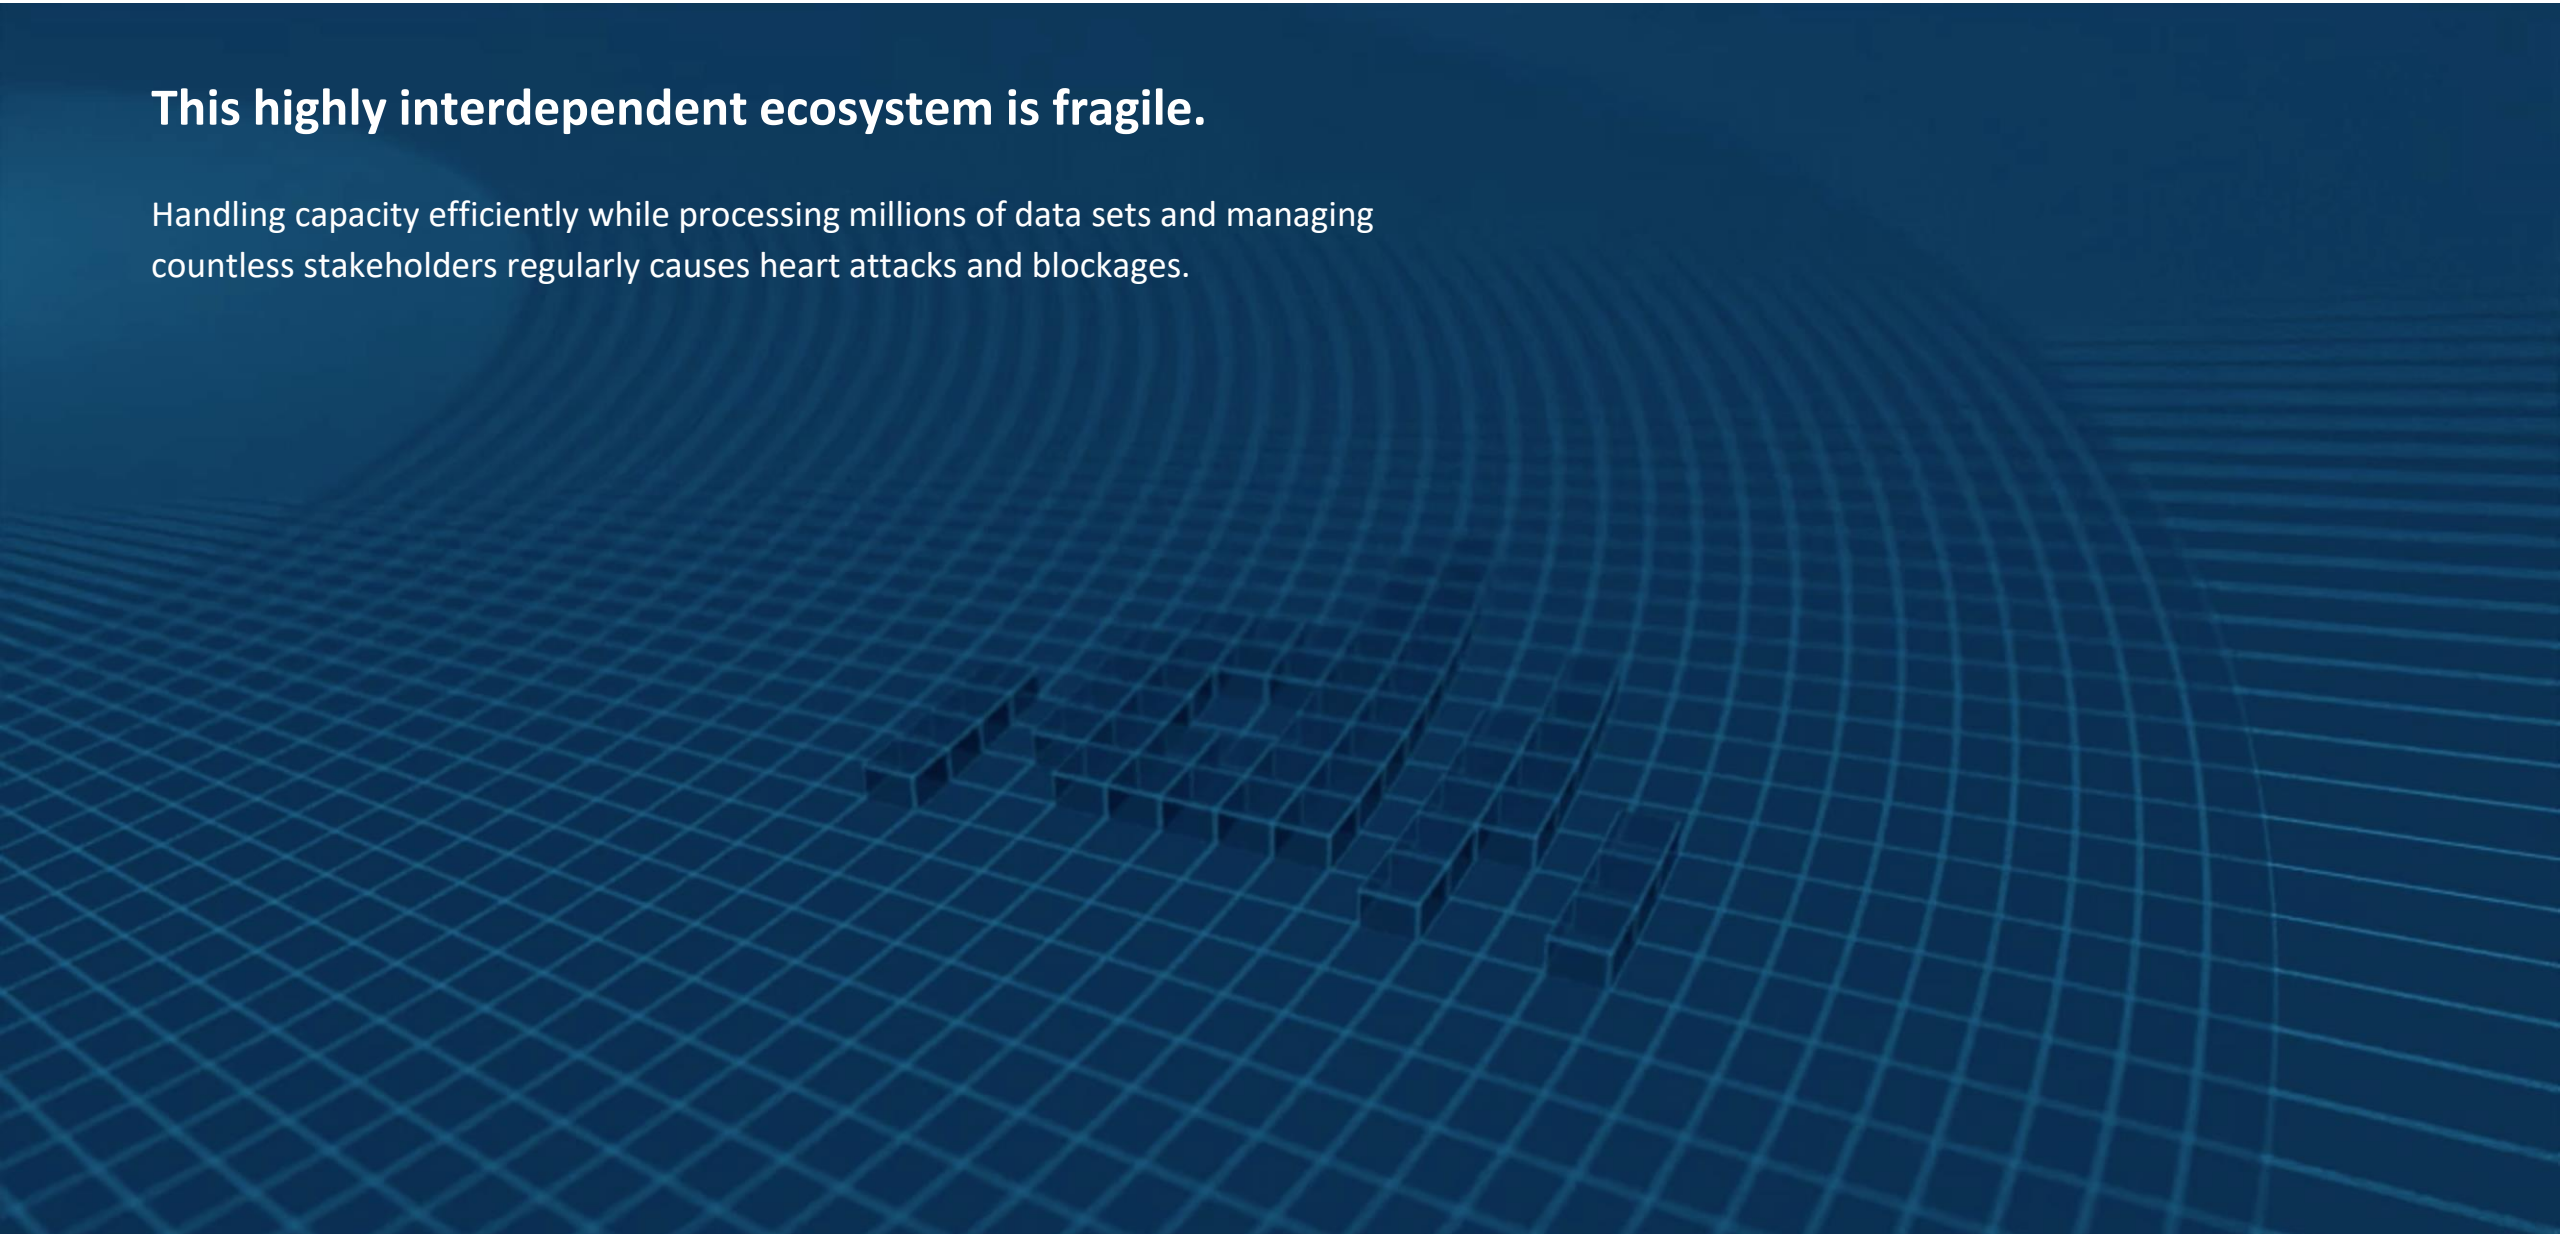 This highly interdependent ecosystem is fragile.
Handling capacity efficiently while processing millions of data sets and managing
countless stakeholders regularly causes heart attacks and blockages.